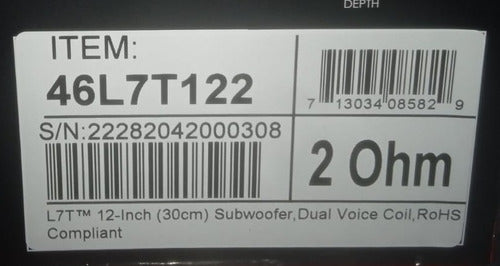 DEPTH
ITEM:
46L7T122
7 13034 08582 9
S/N:22282042000308
2 Ohm
L7T™ 12-Inch (30cm) Subwoofer,Dual Voice Coil,RoHS
Compliant